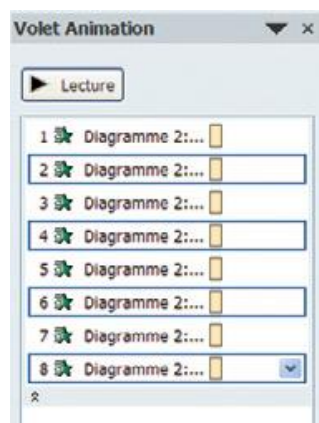 Volet Animation
Lecture
1 Diagramme 2:...
2 Diagramme 2:...
3 Diagramme 2:...
4 Diagramme 2:...
5 Diagramme 2:...
6 Diagramme 2:...
7 Diagramme 2:...
8 Diagramme 2:...